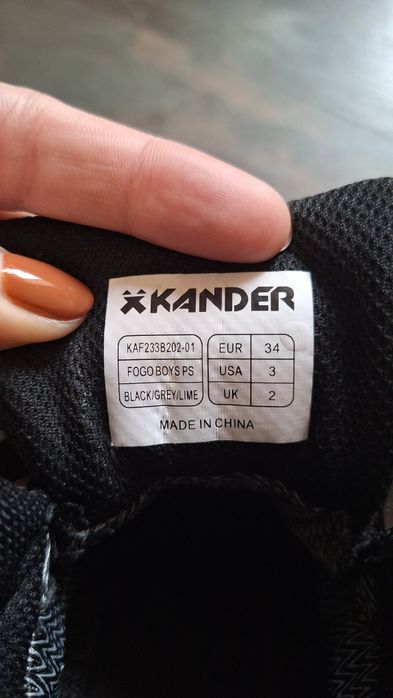 KANDER
KAF233B202-01 EUR 34
FOGO BOYS PS USA 3
BLACK/GREY/LIME UK 2
MADE IN CHINA